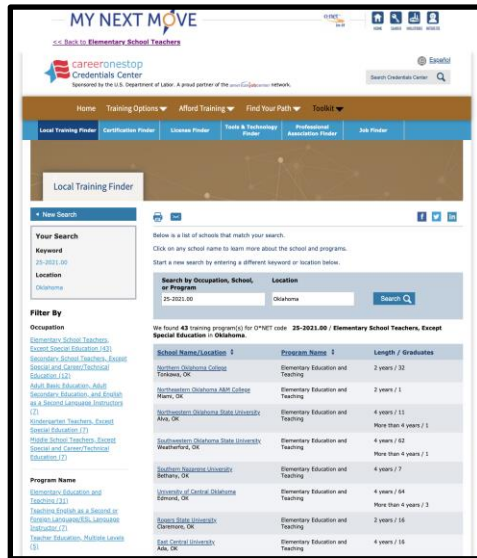 MY NEXT MOVE
<< Back to Elementary School Teachers
careeronestop
Credentials Center
Sponsored by the U.S. Department of Labor. A proud partner of the network.
Español
Search Credentials Center
Home Training Options Afford Training Find Your Path Toolkit
Local Training Finder Certification Finder License Finder Tools & Technology Finder Professional Association Finder Job Finder
Local Training Finder
New Search
Your Search
Keyword
25-2021.00
Location
Oklahoma
Filter By
Occupation
Elementary School Teachers,
Except Special Education (43)
Secondary School Teachers, Except
Special and Career/Technical
Education (12)
Adult Basic Education, Adult
Secondary Education, and English
as a Second Language Instructors
(7)
Kindergarten Teachers, Except
Special Education (7)
Middle School Teachers, Except
Special and Career/Technical
Education (7)
Program Name
Elementary Education and
Teaching (31)
Teaching English as a Second or
Foreign Language/ESL Language
Instructor (7)
Teacher Education, Multiple Levels
(5)
Below is a list of schools that match your search.
Click on any school name to learn more about the school and programs.
Start a new search by entering a different keyword or location below.
Search by Occupation, School, Location
or Program
25-2021.00 Oklahoma Search
We found 43 training program(s) for O*NET code 25-2021.00 / Elementary School Teachers, Except
Special Education in Oklahoma.
School Name/Location Program Name Length / Graduates
Northern Oklahoma College Elementary Education and 2 years / 32
Tonkawa, OK Teaching
Northeastern Oklahoma A&M College Elementary Education and 2 years / 1
Miami, OK Teaching
Northwestern Oklahoma State University Elementary Education and 4 years / 11
Alva, OK Teaching
More than 4 years / 1
Southwestern Oklahoma State University Elementary Education and 4 years / 62
Weatherford, OK Teaching
More than 4 years / 1
Southern Nazarene University Elementary Education and 4 years / 7
Bethany, OK Teaching
University of Central Oklahoma Elementary Education and 4 years / 64
Edmond, OK Teaching
More than 4 years / 3
Rogers State University Elementary Education and 2 years / 16
Claremore, OK Teaching
East Central University Elementary Education and 4 years / 16
Ada, OK Teaching